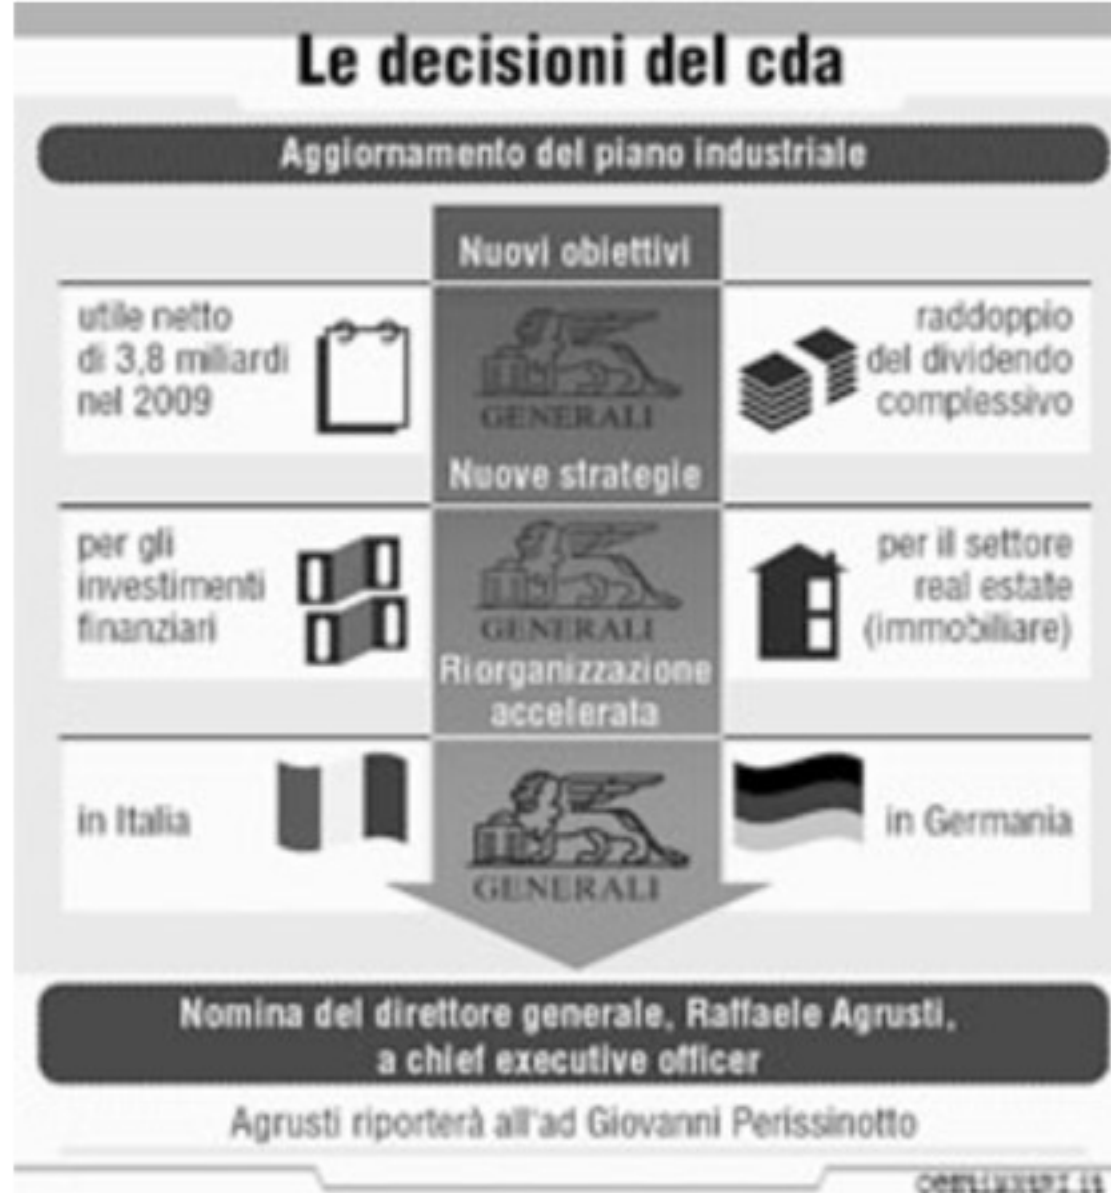 Le decisioni del cda
Aggiornamento del piano industriale
Nuovi obiettivi
utile netto
di 3,8 miliardi
nel 2009
GENERALI
raddoppio
del dividendo
complessivo
Nuove strategie
per gli
investimenti
finanziari
GENERALI
per il settore
real estate
(immobiliare)
Riorganizzazione
accelerata
in Italia
GENERALI
in Germania
Nomina del direttore generale, Raffaele Agrusti,
a chief executive officer
Agrusti riporterà all'ad Giovanni Perissinotto